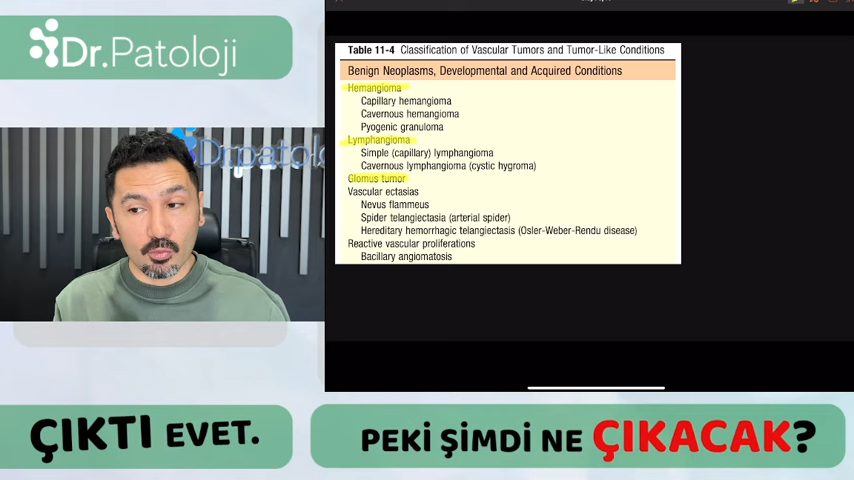 Dr.Patoloji
Drpatolo
Table 11-4 Classification of Vascular Tumors and Tumor-Like Conditions
Benign Neoplasms, Developmental and Acquired Conditions
Hemangioma
Capillary hemangioma
Cavernous hemangioma
Pyogenic granuloma
Lymphangioma
Simple (capillary) lymphangioma
Cavernous lymphangioma (cystic hygroma)
Glomus tumor
Vascular ectasias
Nevus flammeus
Spider telangiectasia (arterial spider)
Hereditary hemorrhagic telangiectasia (Osler-Weber-Rendu disease)
Reactive vascular proliferations
Bacillary angiomatosis
ÇIKTI EVET.
PEKİ ŞİMDİ NE ÇIKACAK?